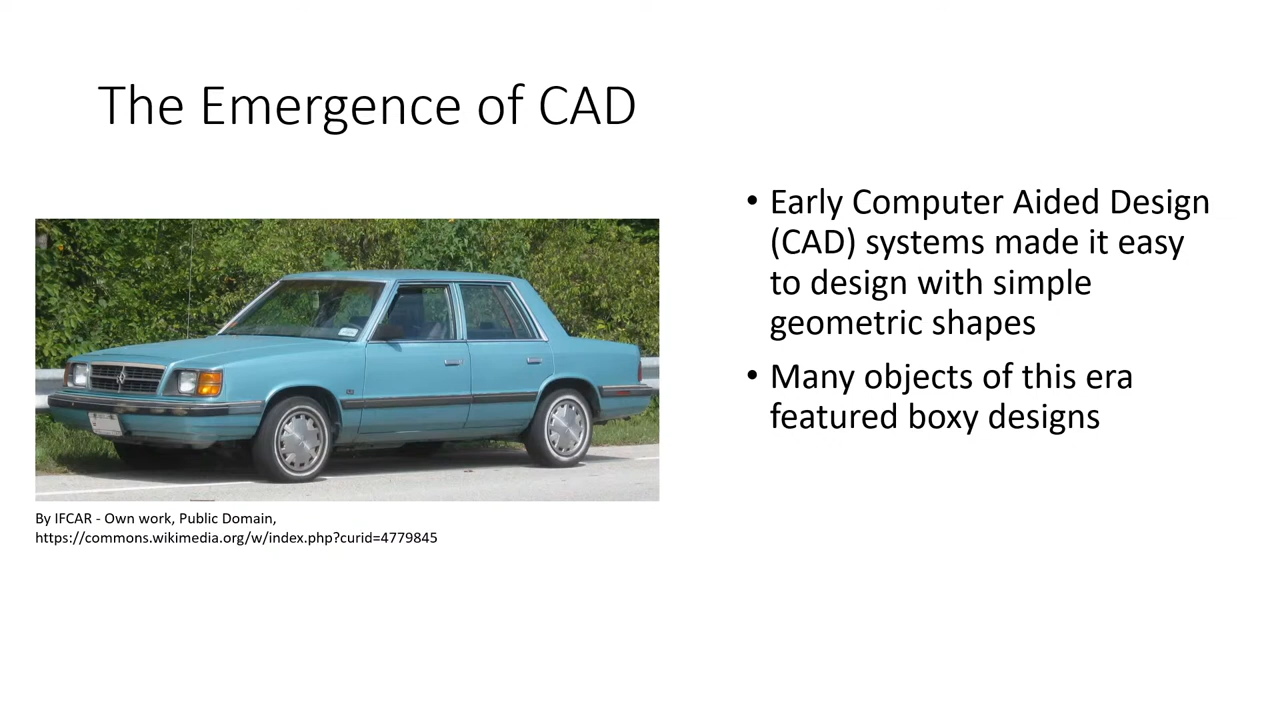 The Emergence of CAD
• Early Computer Aided Design
(CAD) systems made it easy
to design with simple
geometric shapes
• Many objects of this era
featured boxy designs
By IFCAR - Own work, Public Domain,
https://commons.wikimedia.org/w/index.php?curid=4779845